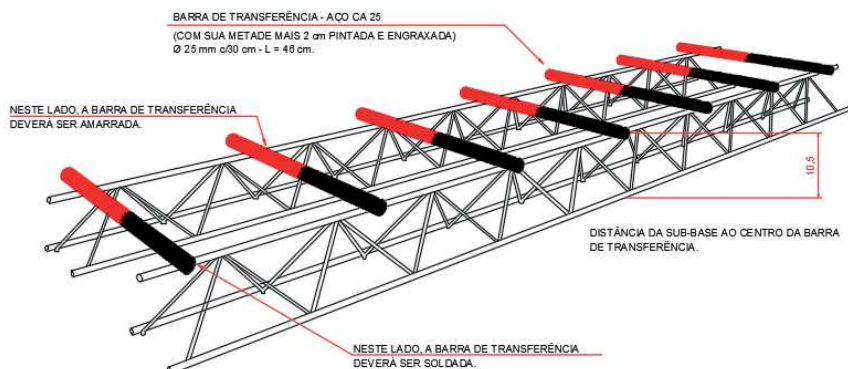 BARRA DE TRANSFERÊNCIA - AÇO CA 25
(COM SUA METADE MAIS 2 cm PINTADA E ENGRAXADA)
Ø 25 mm c/30 cm - L = 46 cm.
NESTE LADO, A BARRA DE TRANSFERÊNCIA
DEVERÁ SER AMARRADA.
10,5
DISTÂNCIA DA SUB-BASE AO CENTRO DA BARRA
DE TRANSFERÊNCIA.
NESTE LADO, A BARRA DE TRANSFERÊNCIA
DEVERÁ SER SOLDADA.